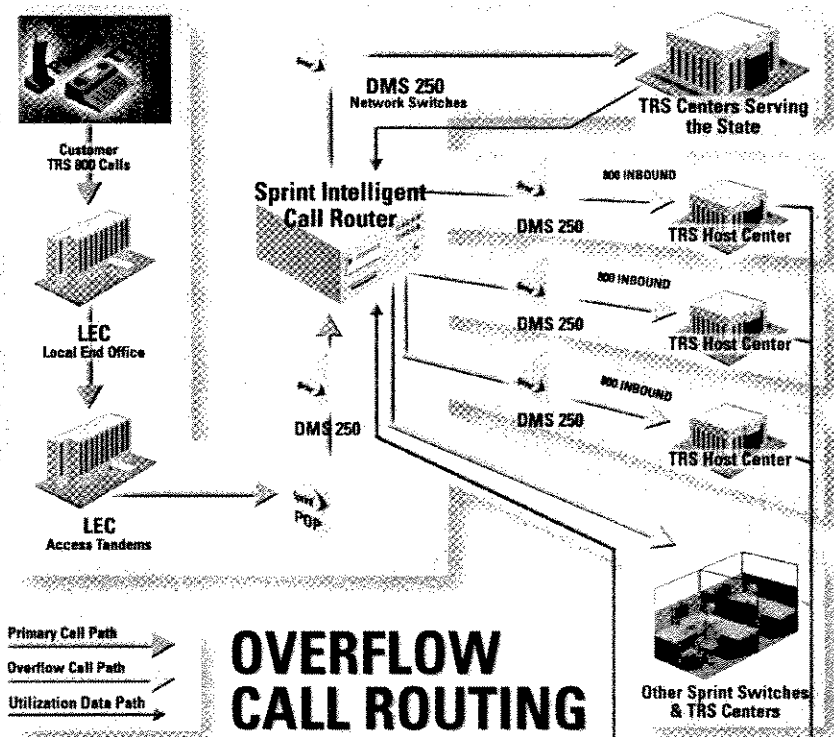 Customer
TRS 800 Calls
LEC
Local End Office
LEC
Access Tandems
POP
DMS 250
Sprint Intelligent
Call Router
DMS 250
Network Switches
TRS Centers Serving
the State
800 INBOUND
DMS 250
TRS Host Center
800 INBOUND
DMS 250
TRS Host Center
800 INBOUND
DMS 250
TRS Host Center
Other Sprint Switches
& TRS Centers
Primary Call Path
Overflow Call Path
Utilization Data Path
OVERFLOW
CALL ROUTING